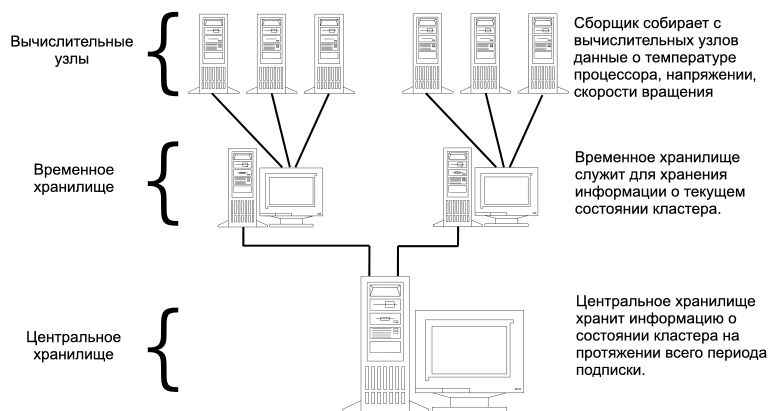 Вычислительные
узлы
Сборщик собирает с
вычислительных узлов
данные о температуре
процессора, напряжении,
скорости вращения
Временное
хранилище
Временное хранилище
служит для хранения
информации о текущем
состоянии кластера.
Центральное
хранилище
Центральное хранилище
хранит информацию о
состоянии кластера на
протяжении всего периода
подписки.